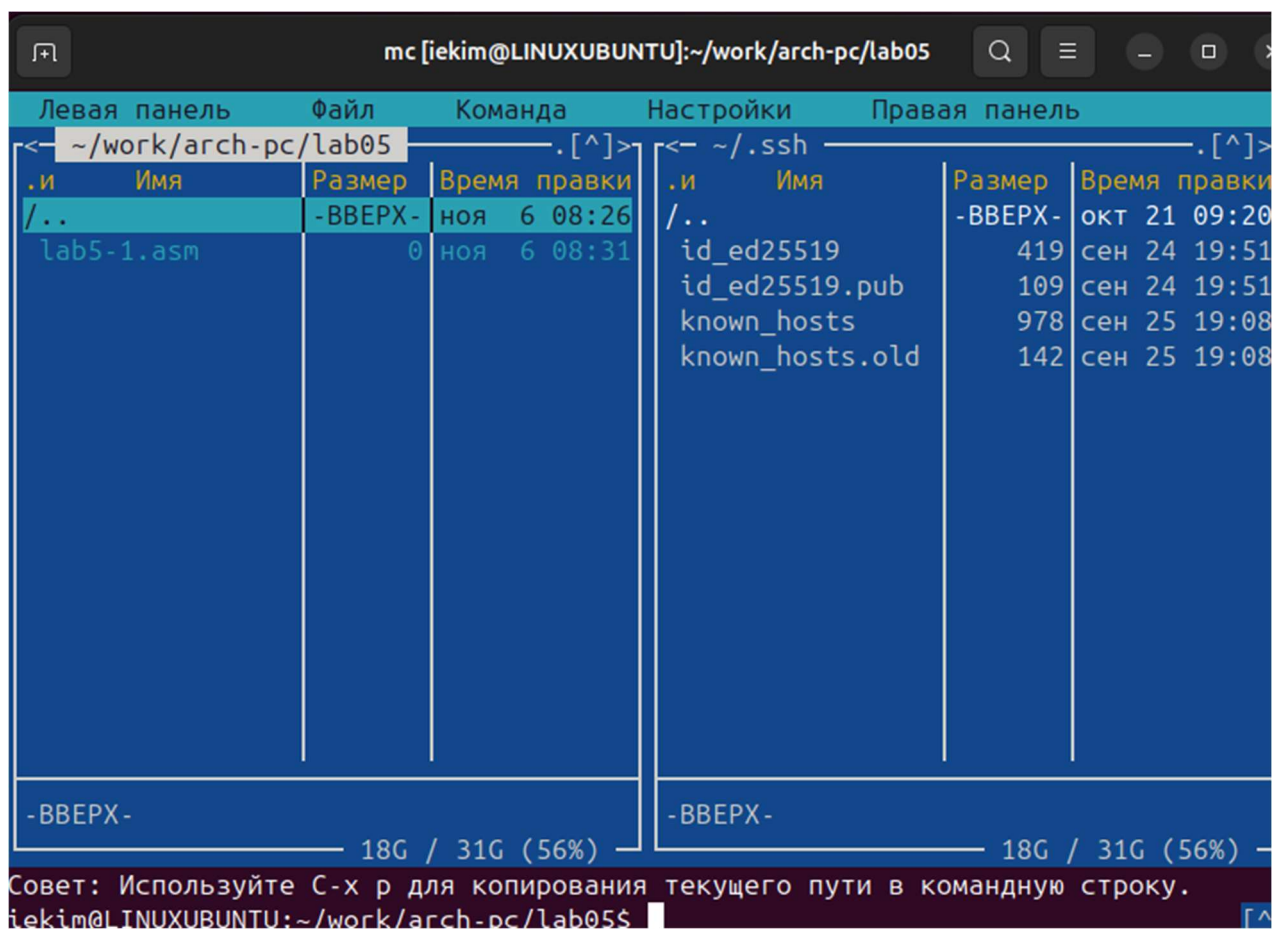 mc [iekim@LINUXUBUNTU]:~/work/arch-pc/lab05
Левая панель Файл Команда Настройки Правая панель
<- ~/work/arch-pc/lab05 .[^]> <- ~/.ssh .[^]>
.и Имя Размер Время правки .и Имя Размер Время правки
/.. -ВВЕРХ- ноя 6 08:26 /.. -ВВЕРХ- окт 21 09:20
lab5-1.asm 0 ноя 6 08:31 id_ed25519 419 сен 24 19:51
id_ed25519.pub 109 сен 24 19:51
known_hosts 978 сен 25 19:08
known_hosts.old 142 сен 25 19:08
-ВВЕРХ- -ВВЕРХ-
18G / 31G (56%) 18G / 31G (56%)
Совет: Используйте C-x p для копирования текущего пути в командную строку.
iekim@LINUXUBUNTU:~/work/arch-pc/lab05$ [^